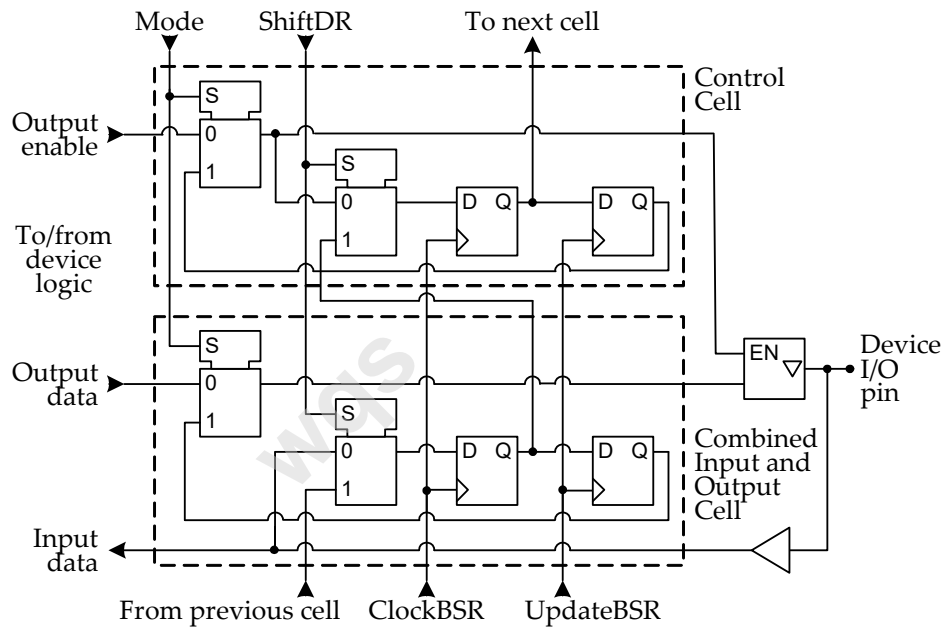 Mode
ShiftDR
To next cell
Control
Cell
Output
enable
S
0
1
S
0
1
D Q
D Q
To/from
device
logic
Output
data
S
0
1
S
0
1
D Q
D Q
EN
Device
I/O
pin
Combined
Input and
Output
Cell
Input
data
From previous cell
ClockBSR
UpdateBSR
wqs